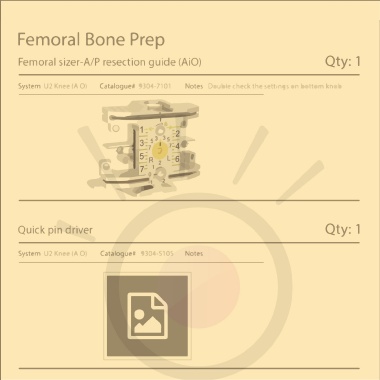 Femoral Bone Prep
Femoral sizer-A/P resection guide (AiO) Qty: 1
System U2 Knee (A O) Catalogue# 9304-7101 Notes Double check the settings on bottom knob
1 2
3 4
5 6
7
R L
Quick pin driver Qty: 1
System U2 Knee (A O) Catalogue# 9304-5105 Notes